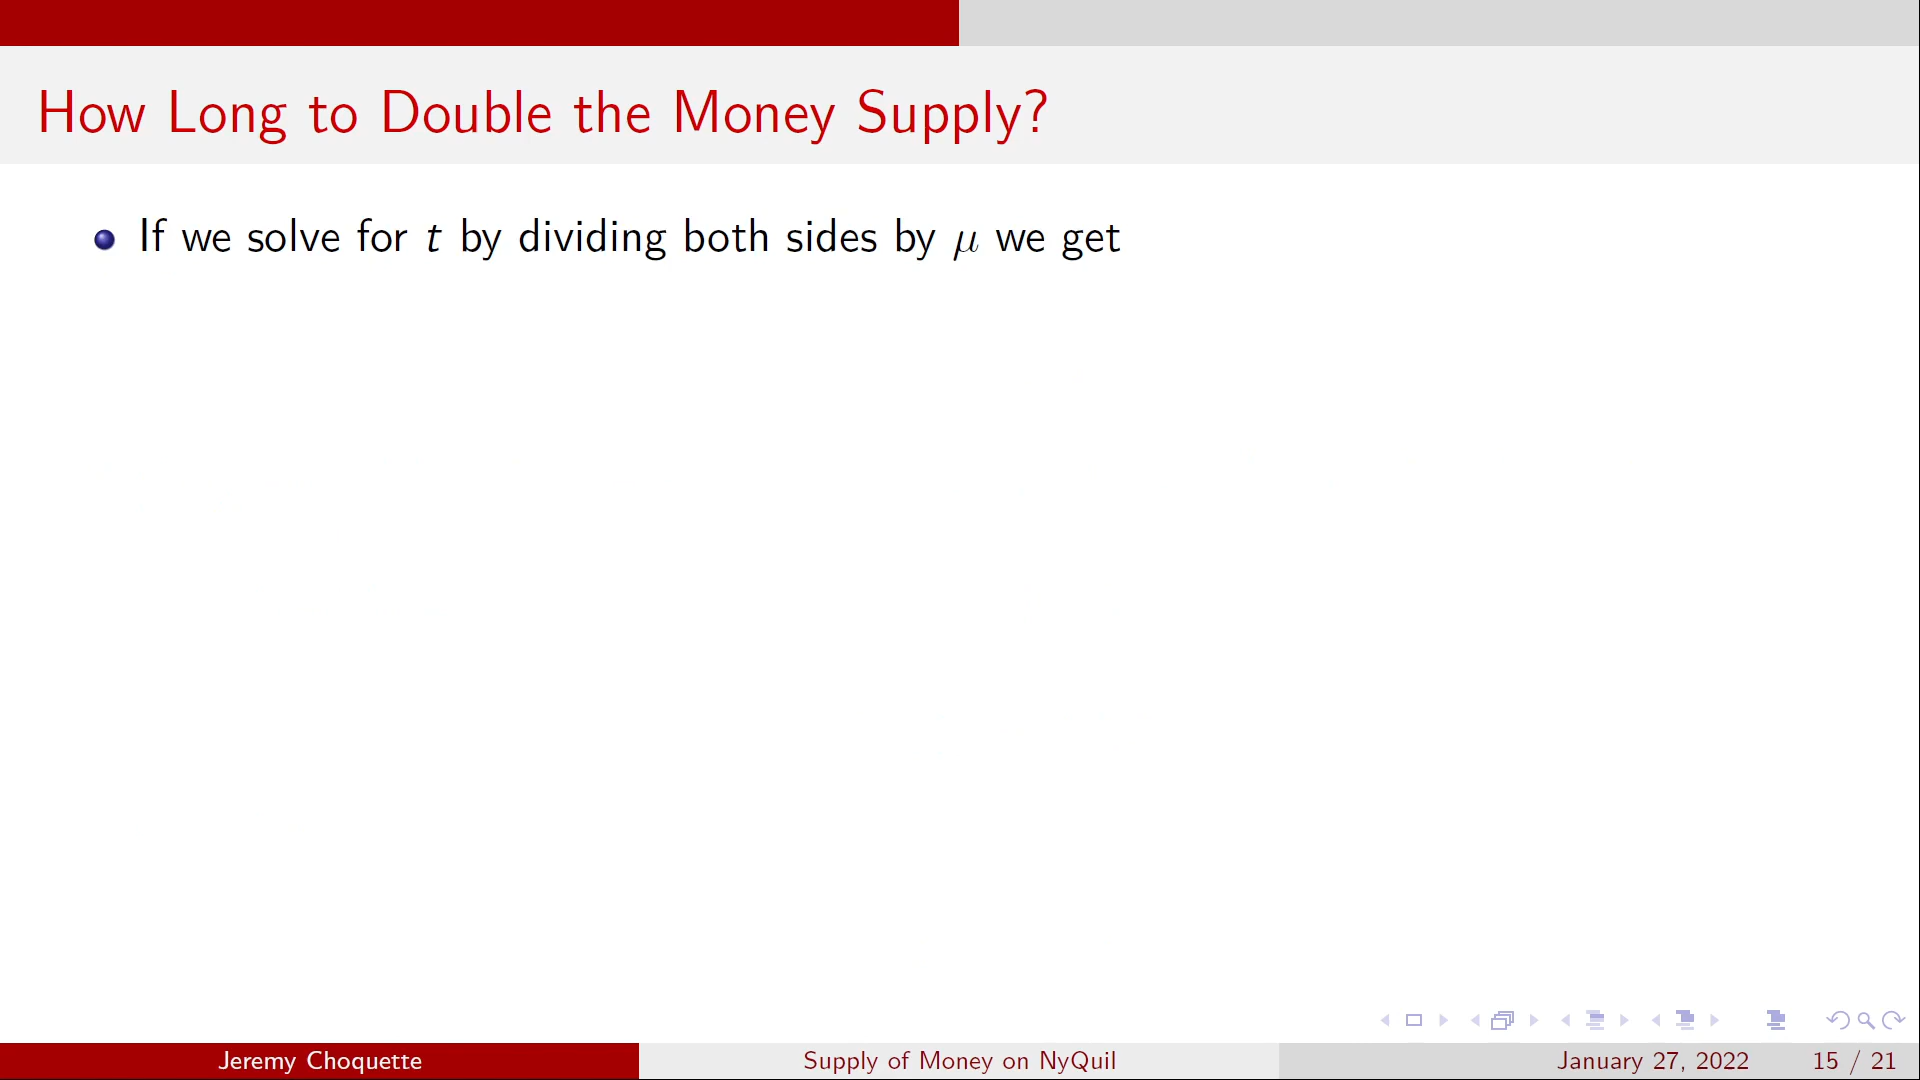 How Long to Double the Money Supply?
If we solve for t by dividing both sides by μ we get
Jeremy Choquette
Supply of Money on NyQuil
January 27, 2022
15 / 21